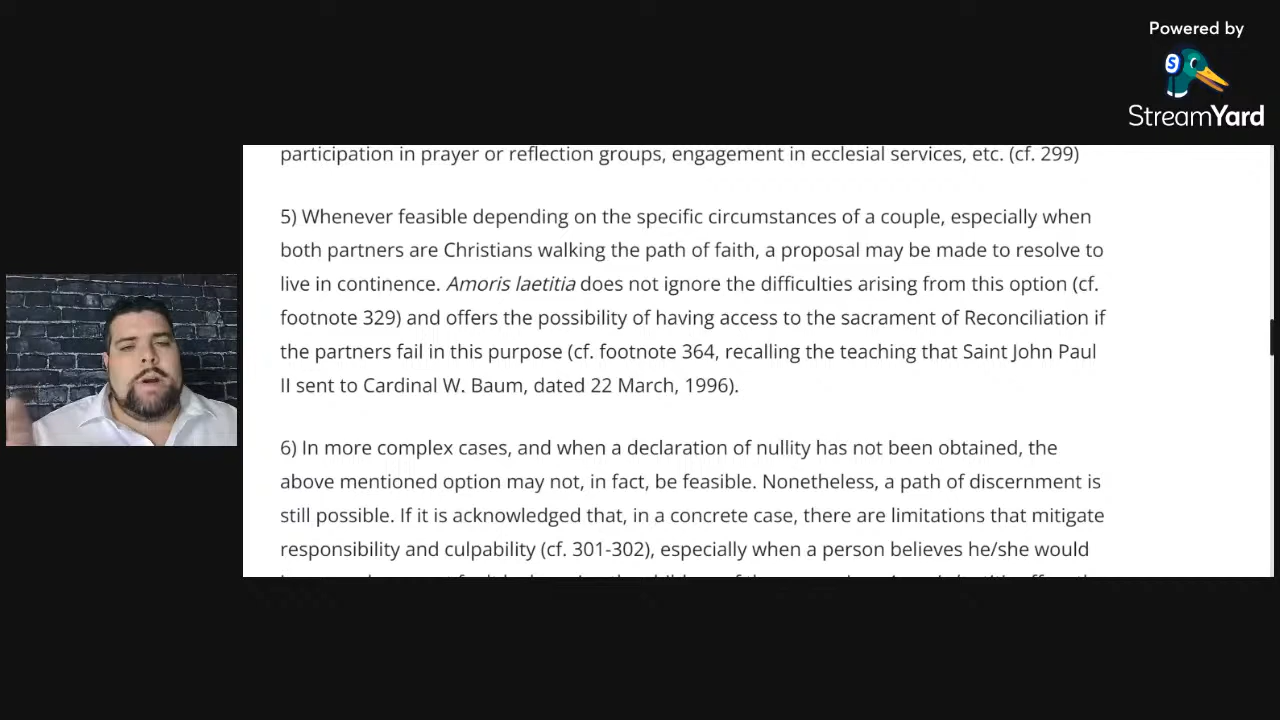 Powered by
StreamYard
participation in prayer or reflection groups, engagement in ecclesial services, etc. (cf. 299)
5) Whenever feasible depending on the specific circumstances of a couple, especially when
both partners are Christians walking the path of faith, a proposal may be made to resolve to
live in continence. Amoris laetitia does not ignore the difficulties arising from this option (cf.
footnote 329) and offers the possibility of having access to the sacrament of Reconciliation if
the partners fail in this purpose (cf. footnote 364, recalling the teaching that Saint John Paul
II sent to Cardinal W. Baum, dated 22 March, 1996).
6) In more complex cases, and when a declaration of nullity has not been obtained, the
above mentioned option may not, in fact, be feasible. Nonetheless, a path of discernment is
still possible. If it is acknowledged that, in a concrete case, there are limitations that mitigate
responsibility and culpability (cf. 301-302), especially when a person believes he/she would